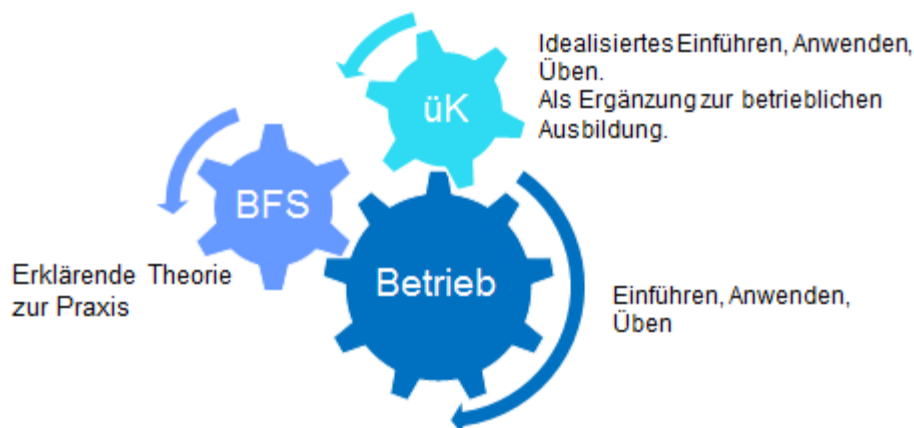 Idealisiertes Einführen, Anwenden,
Üben.
Als Ergänzung zur betrieblichen
Ausbildung.
üK
BFS
Erklärende Theorie
zur Praxis
Betrieb
Einführen, Anwenden,
Üben